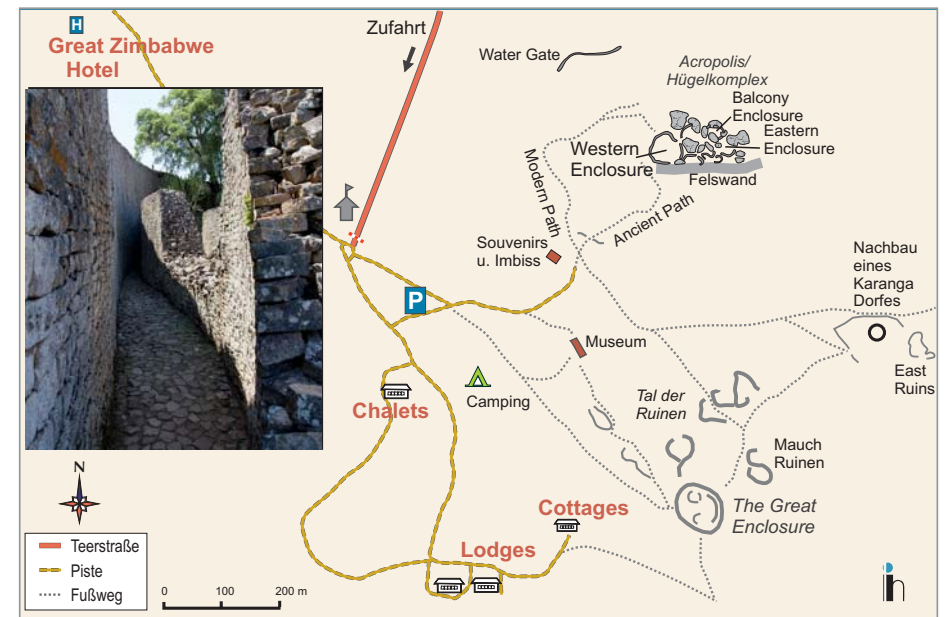 H
Great Zimbabwe
Hotel
Zufahrt
Water Gate
Acropolis/
Hügelkomplex
Balcony
Enclosure
Eastern
Enclosure
Western
Enclosure
Felswand
Modern Path
Ancient Path
Souvenirs
u. Imbiss
Nachbau
eines
Karanga
Dorfes
P
Museum
East
Ruins
Chalets
Camping
Tal der
Ruinen
Mauch
Ruinen
The Great
Enclosure
Cottages
Lodges
N
Teerstraße
Piste
Fußweg
0 100 200 m
ih